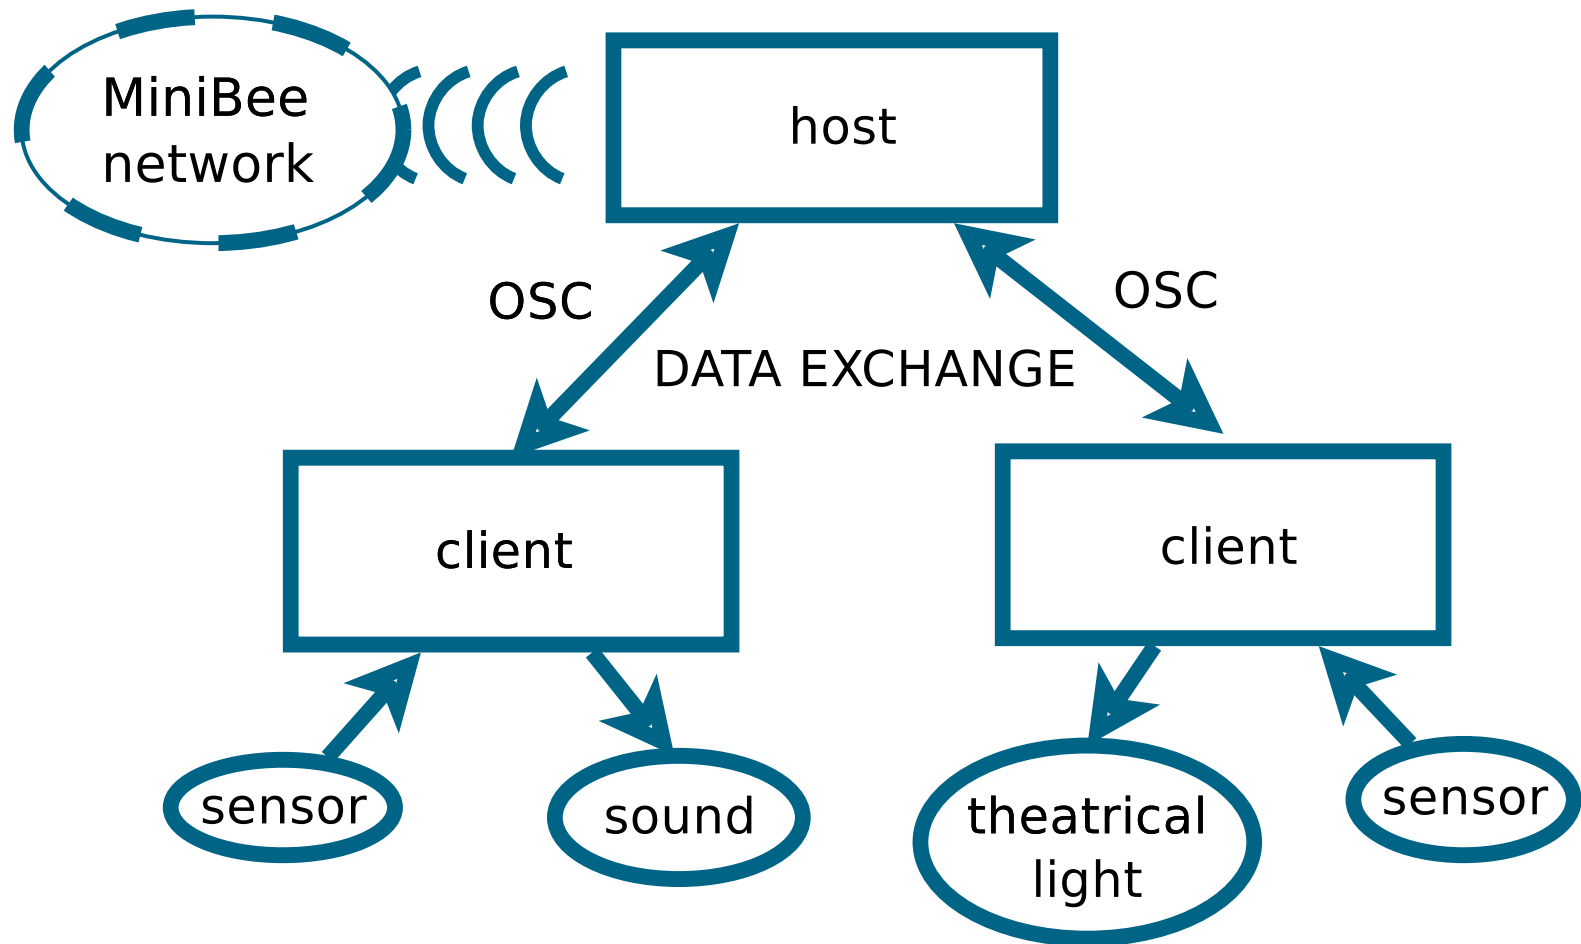 MiniBee
network
host
OSC
OSC
DATA EXCHANGE
client
client
sensor
sound
theatrical
light
sensor